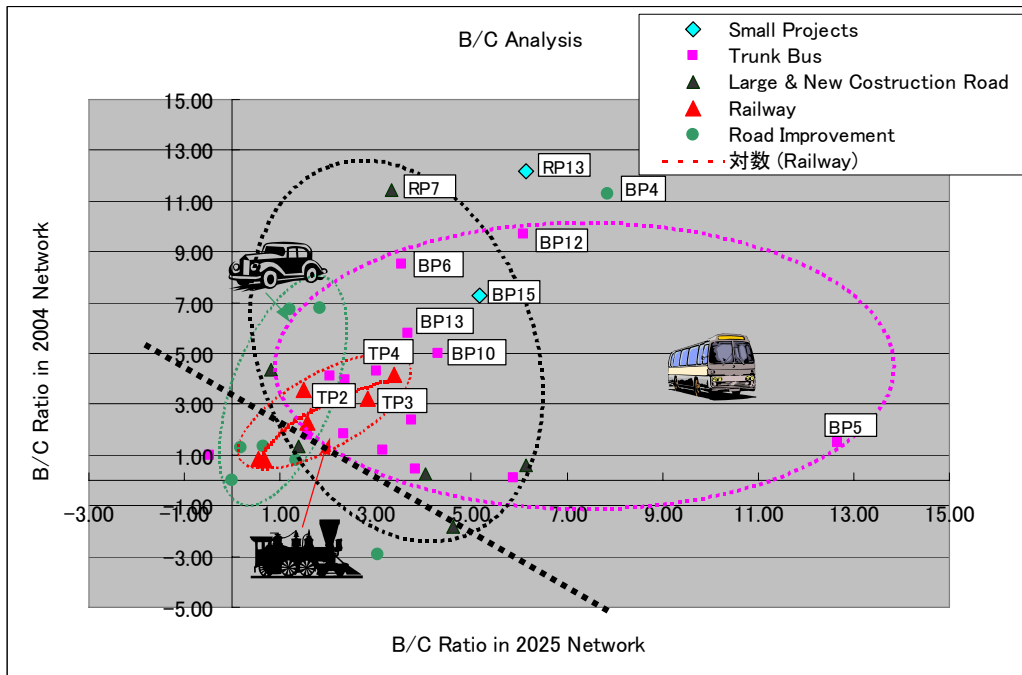 B/C Analysis
Small Projects
Trunk Bus
Large & New Costruction Road
Railway
Road Improvement
対数 (Railway)
15.00
13.00
11.00
9.00
7.00
5.00
3.00
1.00
-1.00
-3.00
-5.00
B/C Ratio in 2004 Network
RP13
RP7
BP4
BP12
BP6
BP15
BP13
TP4
BP10
TP2
TP3
BP5
-3.00
-1.00
1.00
3.00
5.00
7.00
9.00
11.00
13.00
15.00
B/C Ratio in 2025 Network